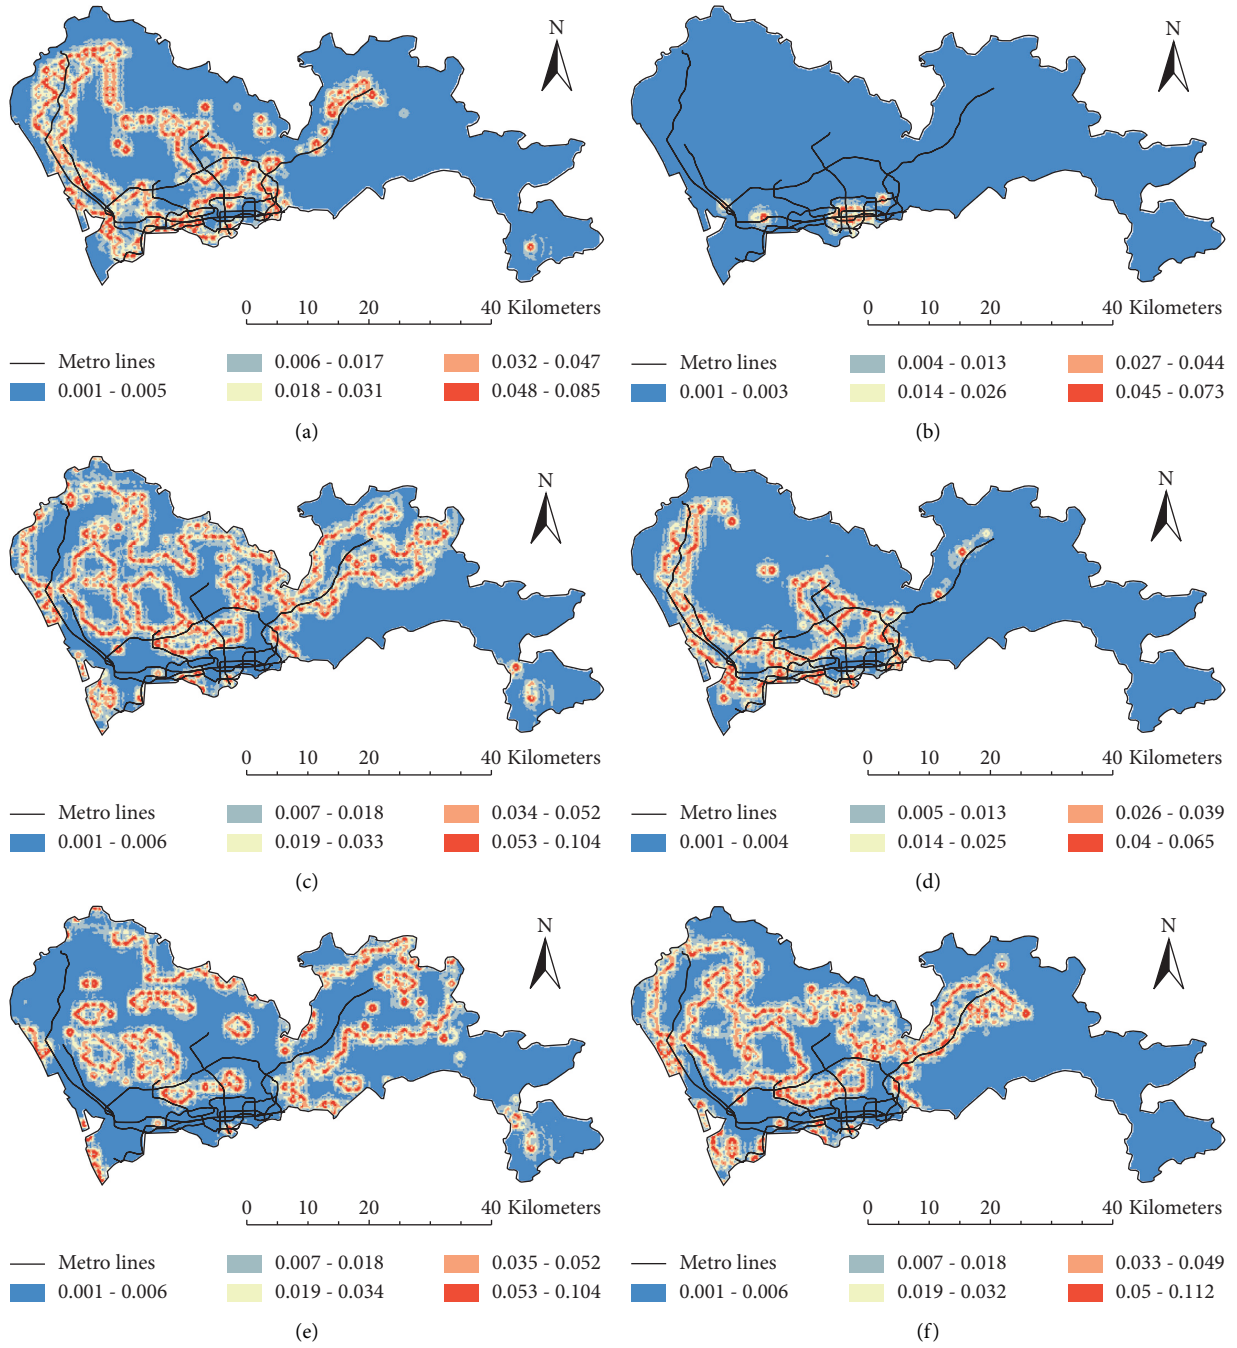 N N
0 10 20 40 Kilometers 0 10 20 40 Kilometers
Metro lines 0.006 - 0.017 0.032 - 0.047 Metro lines 0.004 - 0.013 0.027 - 0.044
0.001 - 0.005 0.018 - 0.031 0.048 - 0.085 0.001 - 0.003 0.014 - 0.026 0.045 - 0.073
(a) (b)
N N
0 10 20 40 Kilometers 0 10 20 40 Kilometers
Metro lines 0.007 - 0.018 0.034 - 0.052 Metro lines 0.005 - 0.013 0.026 - 0.039
0.001 - 0.006 0.019 - 0.033 0.053 - 0.104 0.001 - 0.004 0.014 - 0.025 0.04 - 0.065
(c) (d)
N N
0 10 20 40 Kilometers 0 10 20 40 Kilometers
Metro lines 0.007 - 0.018 0.035 - 0.052 Metro lines 0.007 - 0.018 0.033 - 0.049
0.001 - 0.006 0.019 - 0.034 0.053 - 0.104 0.001 - 0.006 0.019 - 0.032 0.05 - 0.112
(e) (f)